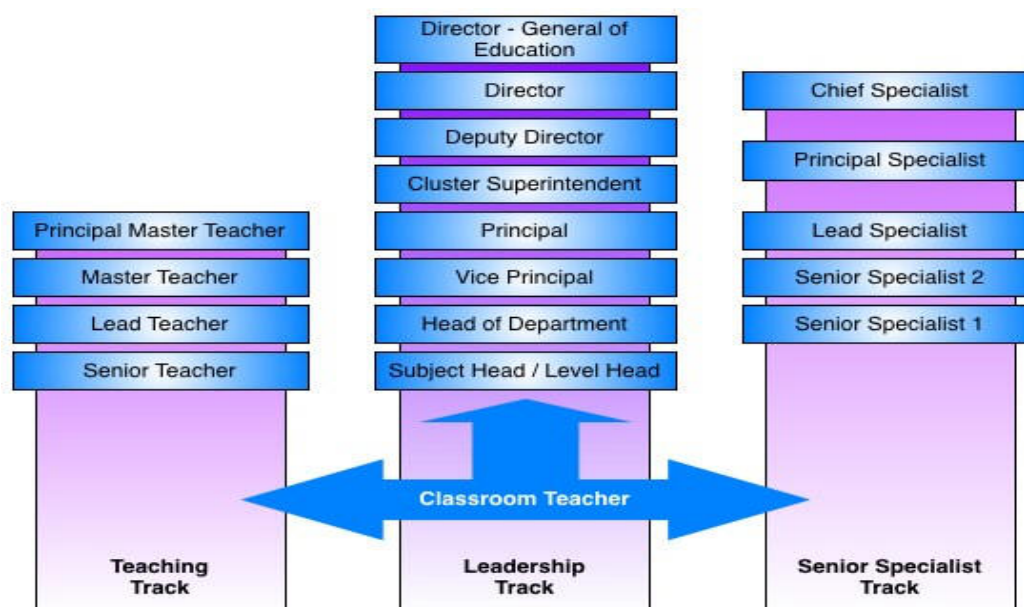 Director - General of
Education
Director
Deputy Director
Cluster Superintendent
Principal
Vice Principal
Head of Department
Subject Head / Level Head
Principal Master Teacher
Master Teacher
Lead Teacher
Senior Teacher
Chief Specialist
Principal Specialist
Lead Specialist
Senior Specialist 2
Senior Specialist 1
Classroom Teacher
Teaching
Track
Leadership
Track
Senior Specialist
Track